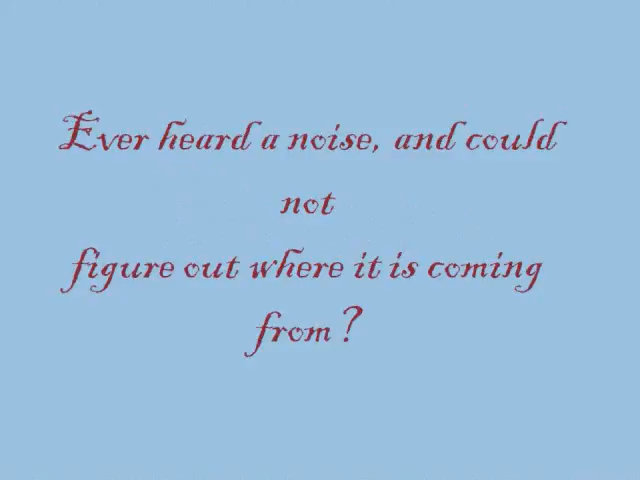 Ever heard a noise, and could
not
figure out where it is coming
from?